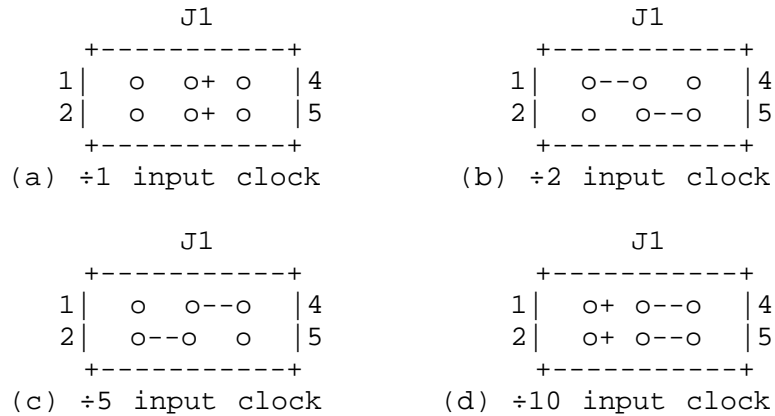 J1                              J1
       +-----------+                   +-----------+
     1|   o   o+  o   |4             1|   o--o   o   |4
     2|   o   o+  o   |5             2|   o   o--o   |5
       +-----------+                   +-----------+
(a) ÷1 input clock              (b) ÷2 input clock
            J1                              J1
       +-----------+                   +-----------+
     1|   o   o--o   |4              1|   o+ o--o   |4
     2|   o--o   o   |5              2|   o+ o--o   |5
       +-----------+                   +-----------+
(c) ÷5 input clock              (d) ÷10 input clock